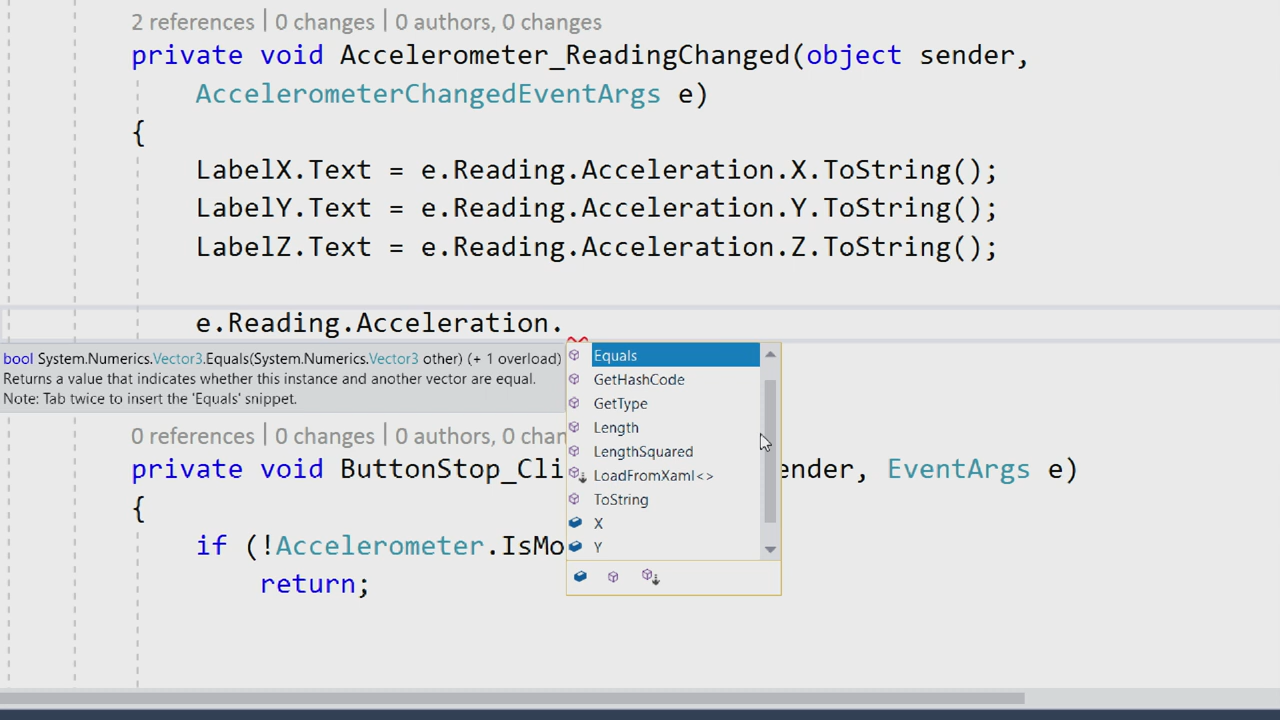 2 references | 0 changes | 0 authors, 0 changes
private void Accelerometer_ReadingChanged(object sender,
AccelerometerChangedEventArgs e)
{
LabelX.Text = e.Reading.Acceleration.X.ToString();
LabelY.Text = e.Reading.Acceleration.Y.ToString();
LabelZ.Text = e.Reading.Acceleration.Z.ToString();
e.Reading.Acceleration.
bool System.Numerics.Vector3.Equals(System.Numerics.Vector3 other) (+ 1 overload)
Returns a value that indicates whether this instance and another vector are equal.
Note: Tab twice to insert the 'Equals' snippet.
Equals
GetHashCode
GetType
Length
LengthSquared
LoadFromXaml<>
ToString
X
Y
0 references | 0 changes | 0 authors, 0 chan
private void ButtonStop_Cli ender, EventArgs e)
{
if (!Accelerometer.IsMo
return;